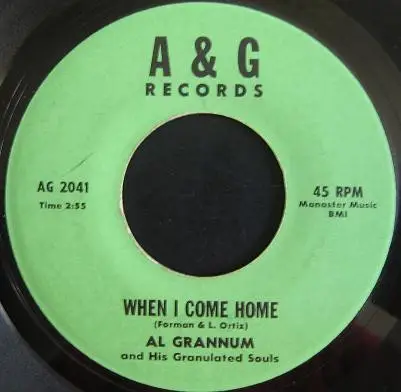 A & G
RECORDS
AG 2041
Time 2:55
45 RPM
Manaster Music
BMI
WHEN I COME HOME
(Forman & L. Ortiz)
AL GRANNUM
and His Granulated Souls